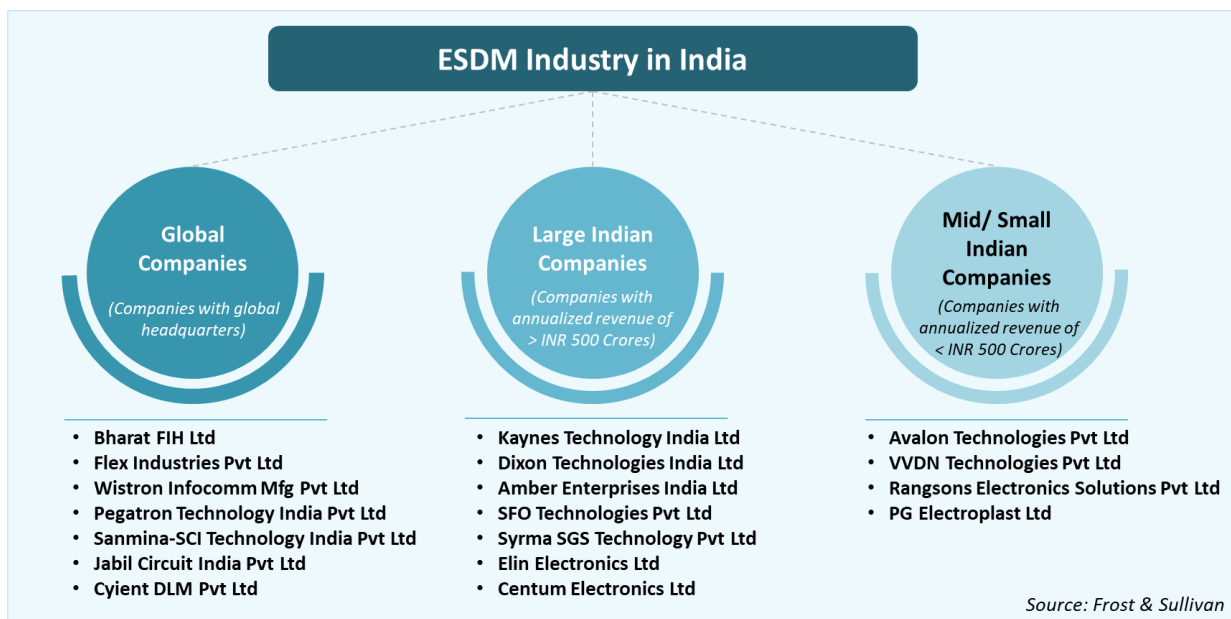 ESDM Industry in India
Global
Companies
(Companies with global
headquarters)
Large Indian
Companies
(Companies with
annualized revenue of
> INR 500 Crores)
Mid/ Small
Indian
Companies
(Companies with
annualized revenue of
< INR 500 Crores)
• Bharat FIH Ltd
• Flex Industries Pvt Ltd
• Wistron Infocomm Mfg Pvt Ltd
• Pegatron Technology India Pvt Ltd
• Sanmina-SCI Technology India Pvt Ltd
• Jabil Circuit India Pvt Ltd
• Cyient DLM Pvt Ltd
• Kaynes Technology India Ltd
• Dixon Technologies India Ltd
• Amber Enterprises India Ltd
• SFO Technologies Pvt Ltd
• Syrma SGS Technology Pvt Ltd
• Elin Electronics Ltd
• Centum Electronics Ltd
• Avalon Technologies Pvt Ltd
• VVDN Technologies Pvt Ltd
• Rangsons Electronics Solutions Pvt Ltd
• PG Electroplast Ltd
Source: Frost & Sullivan